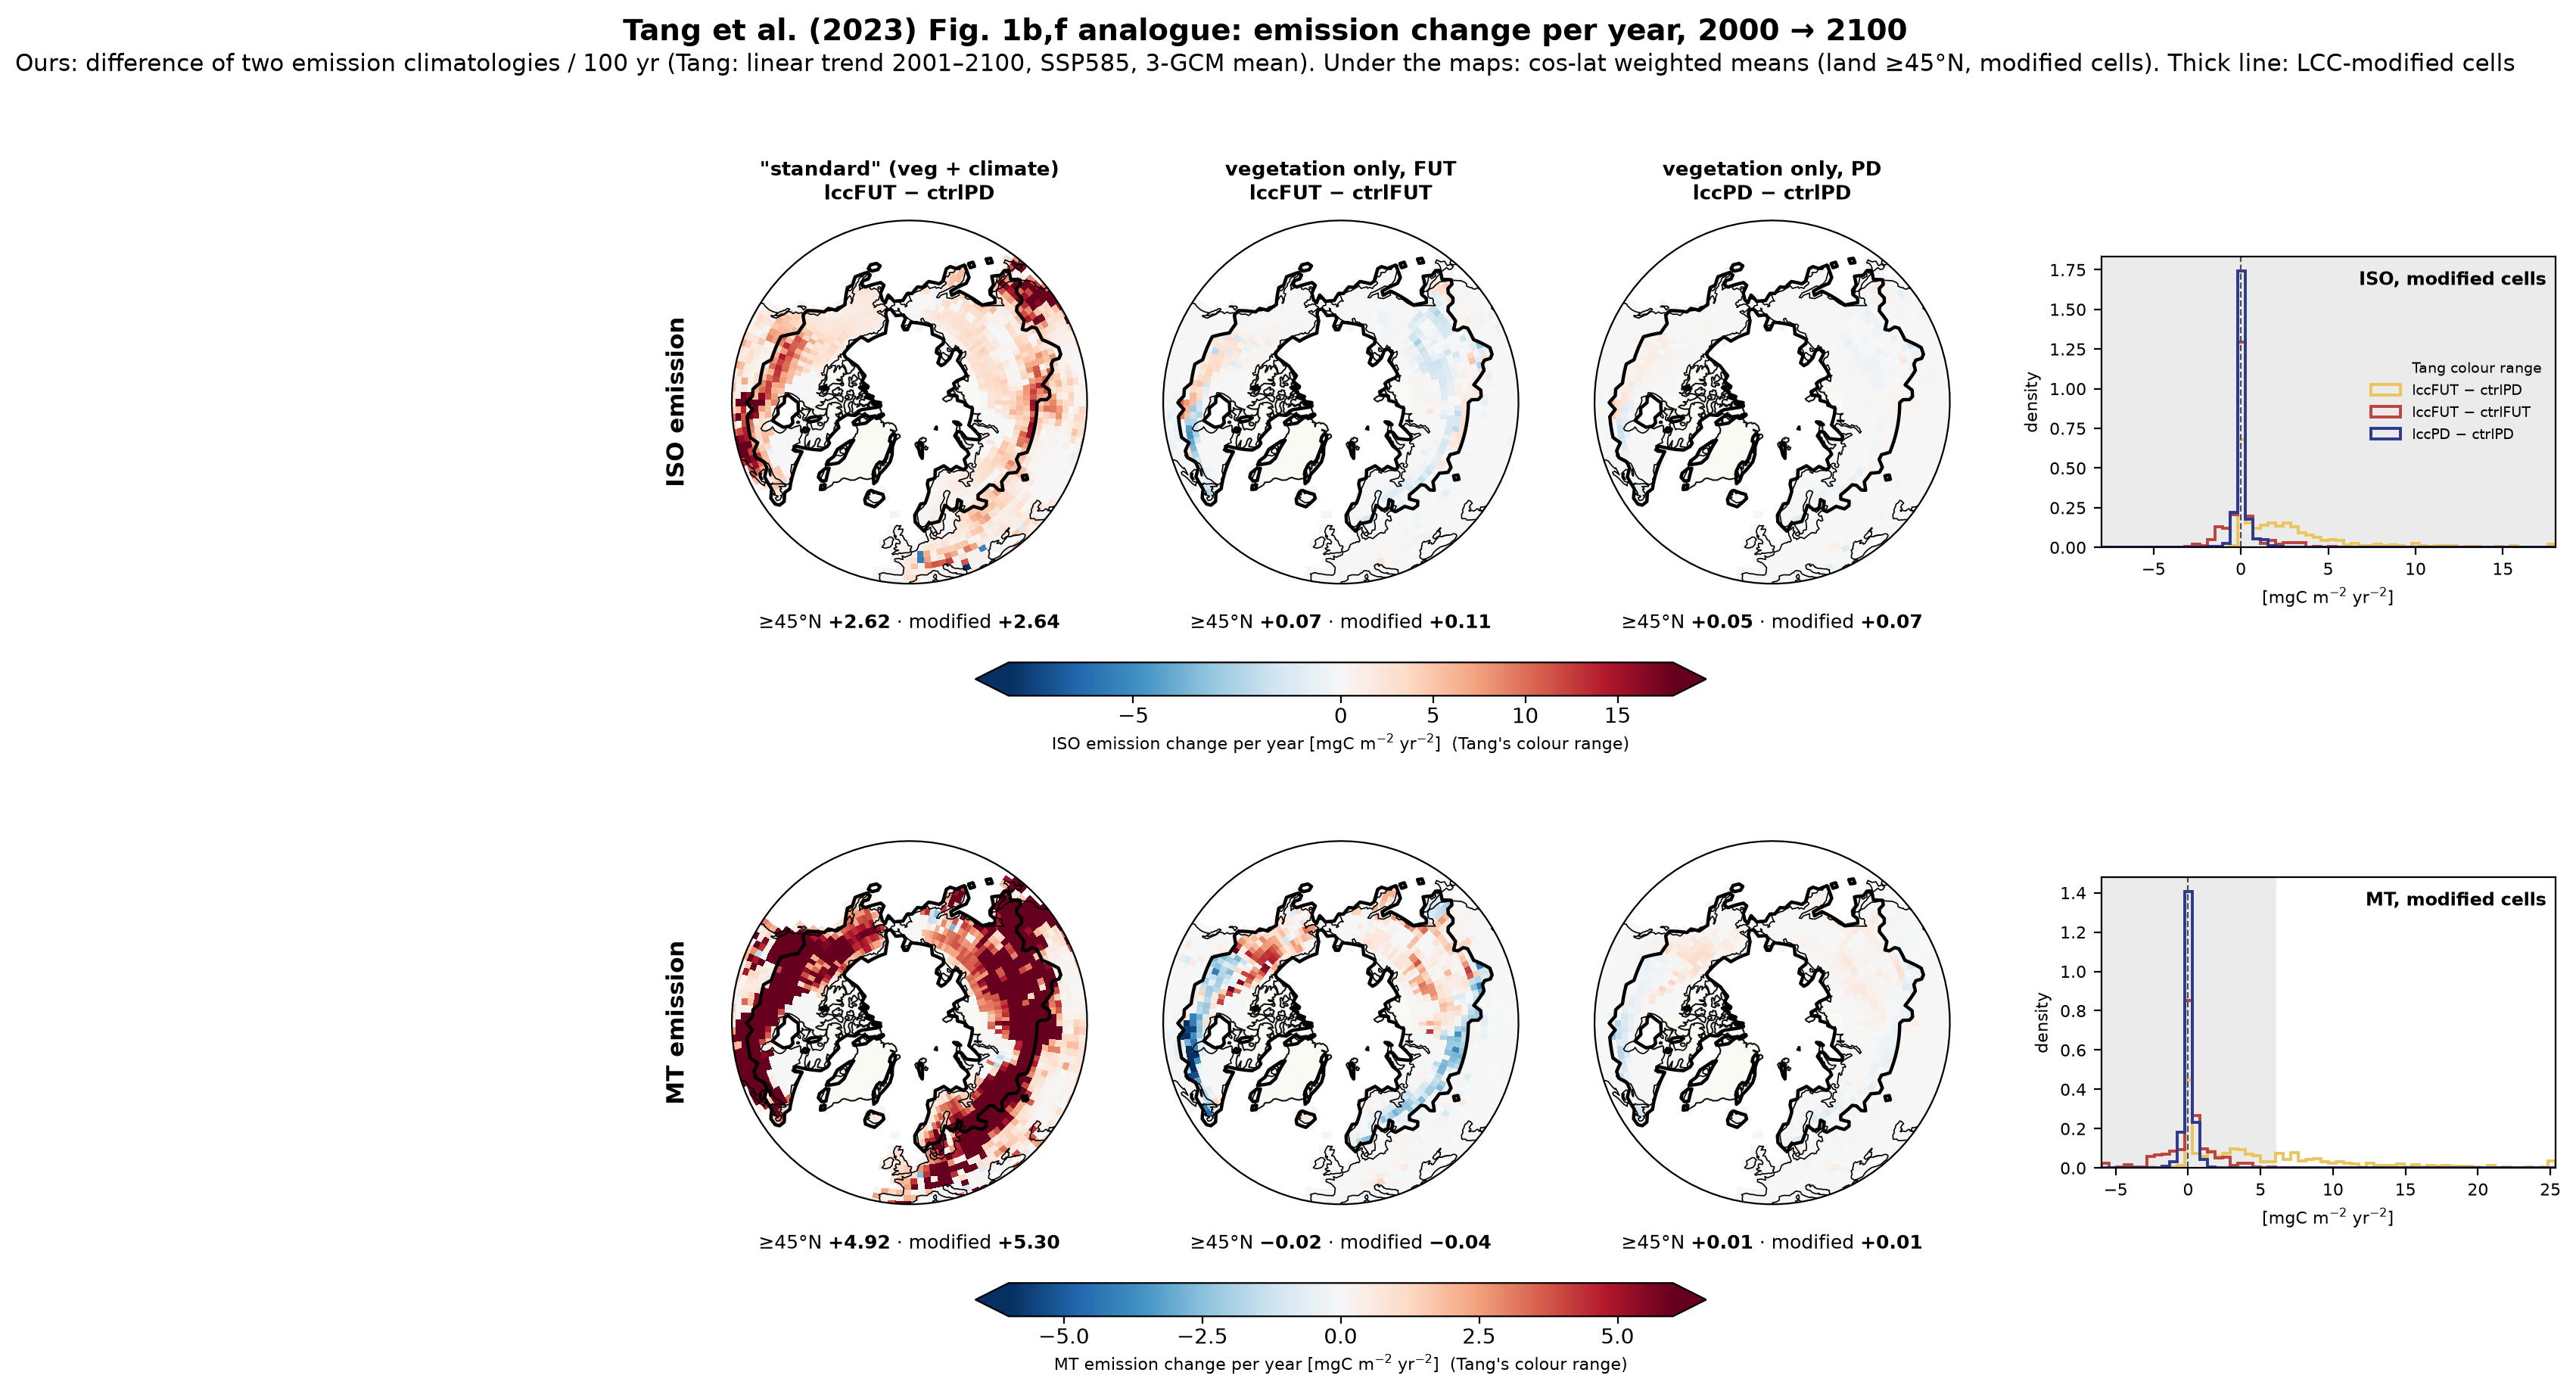 Tang et al. (2023) Fig. 1b,f analogue: emission change per year, 2000 → 2100
Ours: difference of two emission climatologies / 100 yr (Tang: linear trend 2001–2100, SSP585, 3-GCM mean). Under the maps: cos-lat weighted means (land ≥45°N, modified cells). Thick line: LCC-modified cells
"standard" (veg + climate)
lccFUT − ctrlPD
vegetation only, FUT
lccFUT − ctrlFUT
vegetation only, PD
lccPD − ctrlPD
ISO emission
≥45°N +2.62 · modified +2.64
≥45°N +0.07 · modified +0.11
≥45°N +0.05 · modified +0.07
−5 0 5 10 15
ISO emission change per year [mgC m⁻² yr⁻²] (Tang's colour range)
density
1.75
1.50
1.25
1.00
0.75
0.50
0.25
0.00
ISO, modified cells
Tang colour range
lccFUT − ctrlPD
lccFUT − ctrlFUT
lccPD − ctrlPD
−5 0 5 10 15
[mgC m⁻² yr⁻²]
MT emission
≥45°N +4.92 · modified +5.30
≥45°N −0.02 · modified −0.04
≥45°N +0.01 · modified +0.01
−5.0 −2.5 0.0 2.5 5.0
MT emission change per year [mgC m⁻² yr⁻²] (Tang's colour range)
density
1.4
1.2
1.0
0.8
0.6
0.4
0.2
0.0
MT, modified cells
−5 0 5 10 15 20 25
[mgC m⁻² yr⁻²]